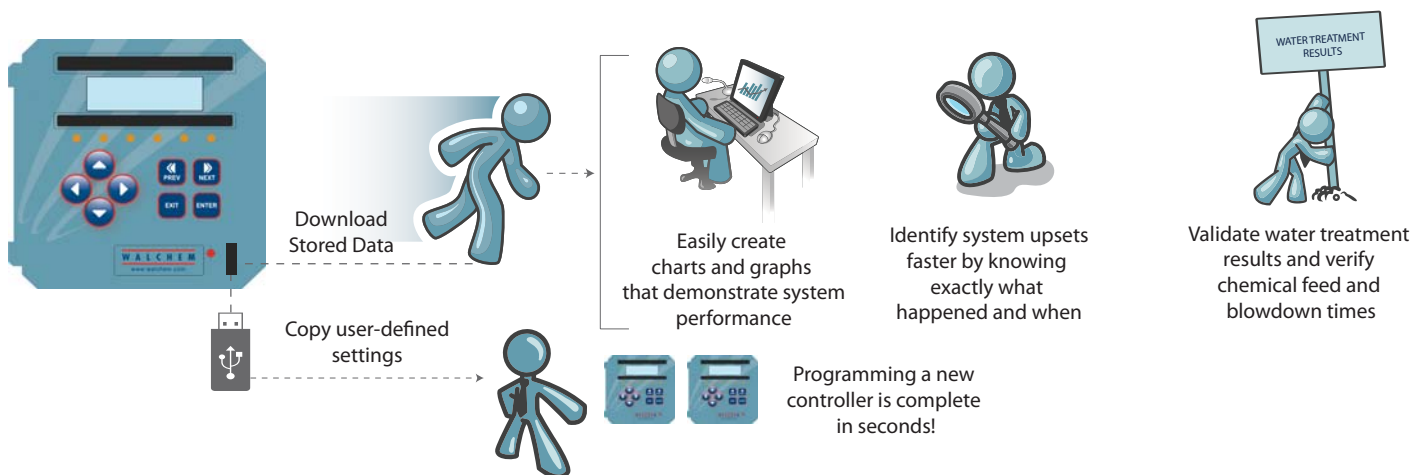 PREV
NEXT
EXIT
ENTER
WALCHEM
www.walchem.com
Download
Stored Data
Copy user-defined
settings
Easily create
charts and graphs
that demonstrate system
performance
Identify system upsets
faster by knowing
exactly what
happened and when
WATER TREATMENT
RESULTS
Validate water treatment
results and verify
chemical feed and
blowdown times
Programming a new
controller is complete
in seconds!